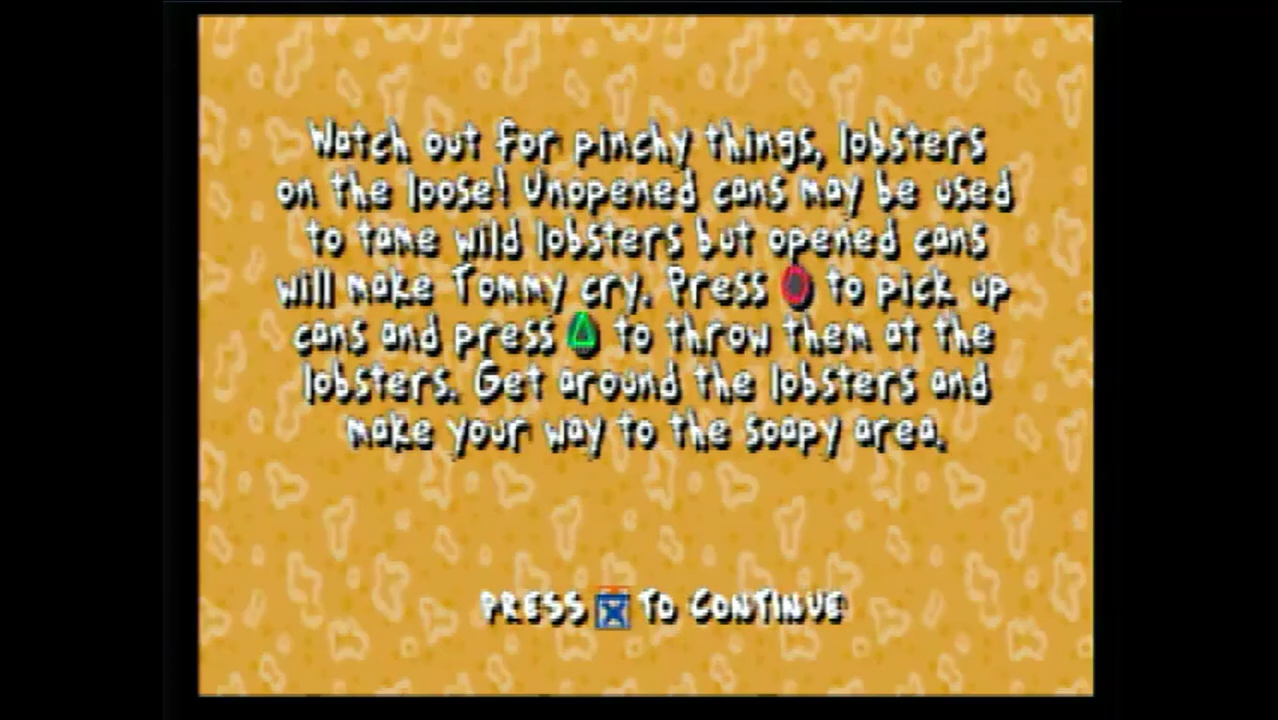 Watch out for pinchy things, lobsters
on the loose! Unopened cans may be used
to tame wild lobsters but opened cans
will make Tommy cry. Press to pick up
cans and press to throw them at the
lobsters. Get around the lobsters and
make your way to the soapy area.
PRESS TO CONTINUE